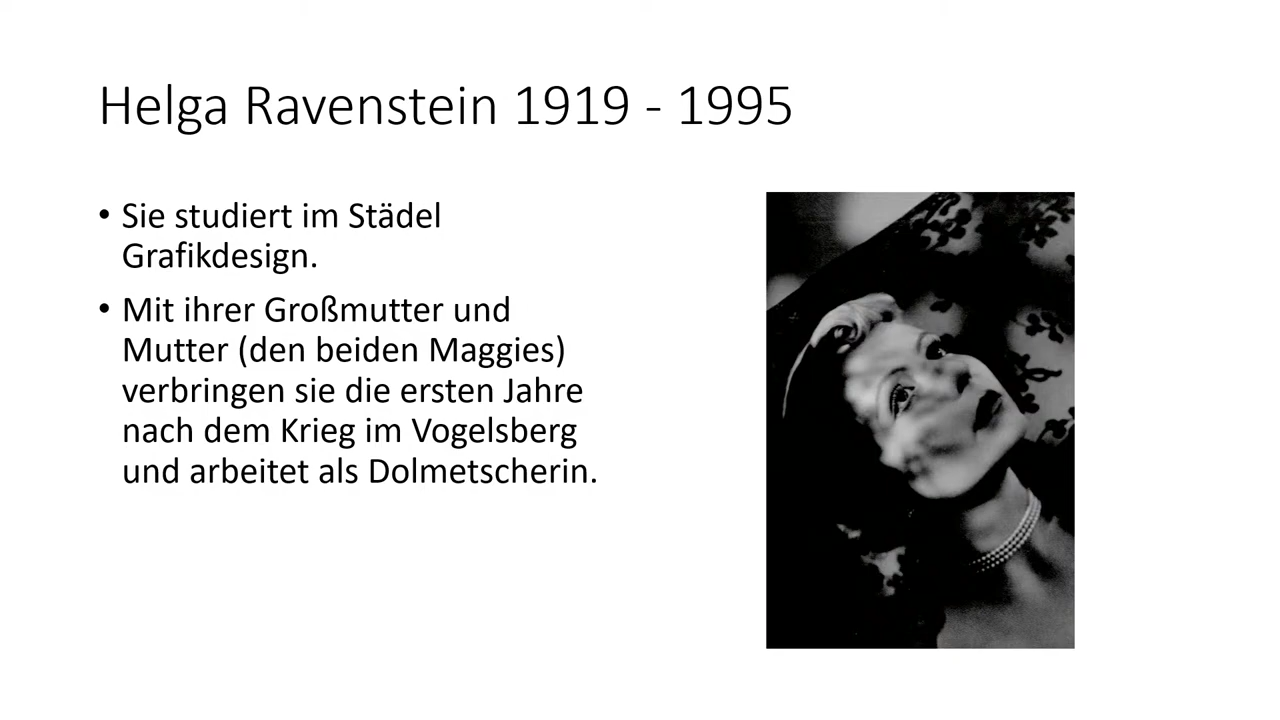 Helga Ravenstein 1919 - 1995
• Sie studiert im Städel
Grafikdesign.
• Mit ihrer Großmutter und
Mutter (den beiden Maggies)
verbringen sie die ersten Jahre
nach dem Krieg im Vogelsberg
und arbeitet als Dolmetscherin.